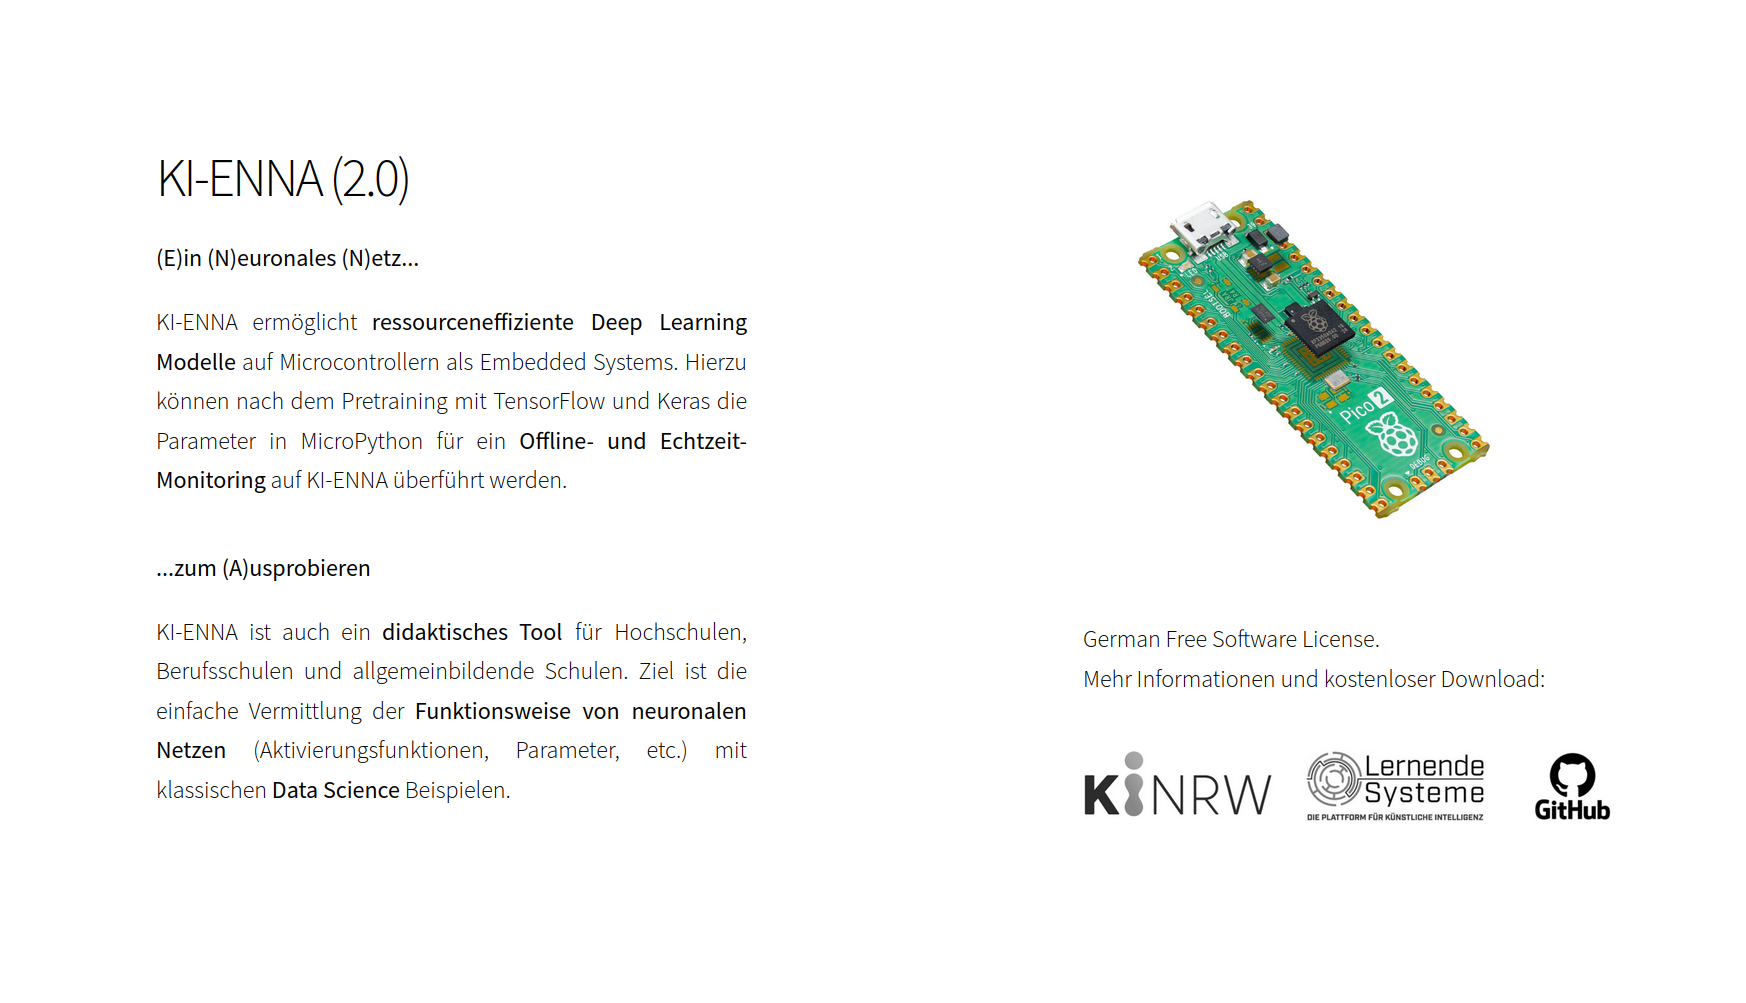 KI-ENNA (2.0)
(E)in (N)euronales (N)etz...
KI-ENNA ermöglicht ressourceneffiziente Deep Learning
Modelle auf Microcontrollern als Embedded Systems. Hierzu
können nach dem Pretraining mit TensorFlow und Keras die
Parameter in MicroPython für ein Offline- und Echtzeit-
Monitoring auf KI-ENNA überführt werden.
...zum (A)usprobieren
KI-ENNA ist auch ein didaktisches Tool für Hochschulen,
Berufsschulen und allgemeinbildende Schulen. Ziel ist die
einfache Vermittlung der Funktionsweise von neuronalen
Netzen (Aktivierungsfunktionen, Parameter, etc.) mit
klassischen Data Science Beispielen.
USB
LED
BOOTSEL
Pico 2
DEBUG
German Free Software License.
Mehr Informationen und kostenloser Download:
KiNRW
Lernende
Systeme
DIE PLATTFORM FÜR KÜNSTLICHE INTELLIGENZ
GitHub